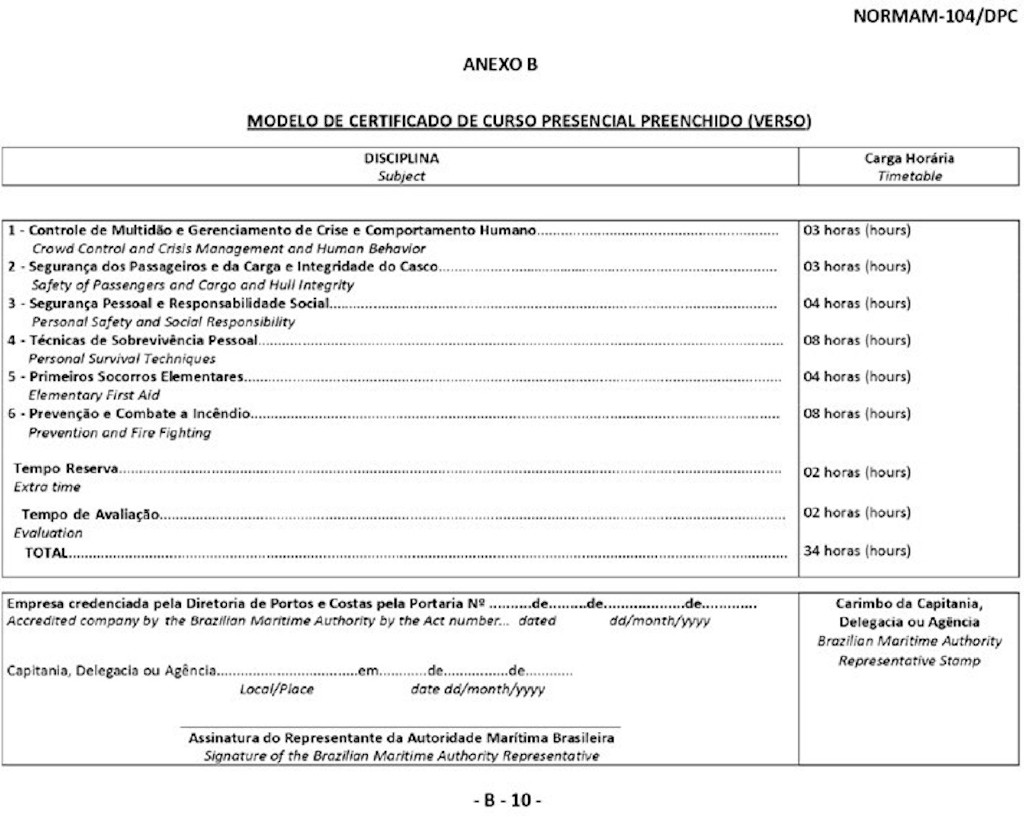 NORMAM-104/DPC
ANEXO B
MODELO DE CERTIFICADO DE CURSO PRESENCIAL PREENCHIDO (VERSO)
DISCIPLINA
Subject
Carga Horária
Timetable
1 - Controle de Multidão e Gerenciamento de Crise e Comportamento Humano.......... 03 horas (hours)
Crowd Control and Crisis Management and Human Behavior
2 - Segurança dos Passageiros e da Carga e Integridade do Casco.......... 03 horas (hours)
Safety of Passengers and Cargo and Hull Integrity
3 - Segurança Pessoal e Responsabilidade Social.......... 04 horas (hours)
Personal Safety and Social Responsibility
4 - Técnicas de Sobrevivência Pessoal.......... 08 horas (hours)
Personal Survival Techniques
5 - Primeiros Socorros Elementares.......... 04 horas (hours)
Elementary First Aid
6 - Prevenção e Combate a Incêndio.......... 08 horas (hours)
Prevention and Fire Fighting
Tempo Reserva.......... 02 horas (hours)
Extra time
Tempo de Avaliação.......... 02 horas (hours)
Evaluation
TOTAL.......... 34 horas (hours)
Empresa credenciada pela Diretoria de Portos e Costas pela Portaria Nº ..........de.........de...................de.............
Accredited company by the Brazilian Maritime Authority by the Act number... dated dd/month/yyyy
Capitania, Delegacia ou Agência.................................em............de.........de...........
Local/Place date dd/month/yyyy
Assinatura do Representante da Autoridade Marítima Brasileira
Signature of the Brazilian Maritime Authority Representative
Carimbo da Capitania,
Delegacia ou Agência
Brazilian Maritime Authority
Representative Stamp
- B - 10 -